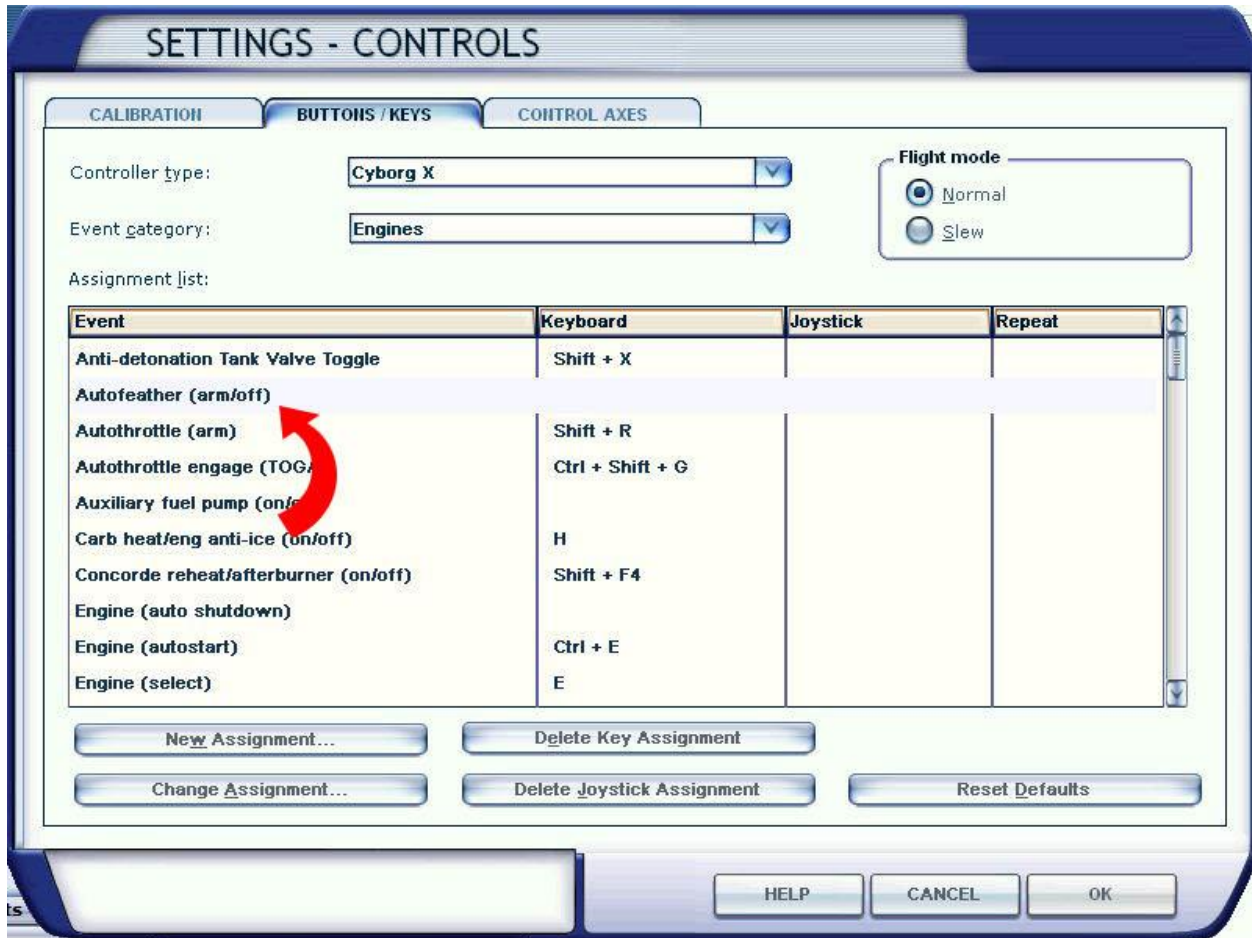 SETTINGS - CONTROLS
CALIBRATION BUTTONS / KEYS CONTROL AXES
Controller type: Cyborg X
Flight mode
Normal
Event category: Engines
Slew
Assignment list:
Event Keyboard Joystick Repeat
Anti-detonation Tank Valve Toggle Shift + X
Autofeather (arm/off)
Autothrottle (arm) Shift + R
Autothrottle engage Ctrl + Shift + G
Auxiliary fuel pump
Carb heat/eng anti-ice (on/off) H
Concorde reheat/afterburner (on/off) Shift + F4
Engine (auto shutdown)
Engine (autostart) Ctrl + E
Engine (select) E
New Assignment... Delete Key Assignment
Change Assignment... Delete Joystick Assignment Reset Defaults
HELP CANCEL OK
ts